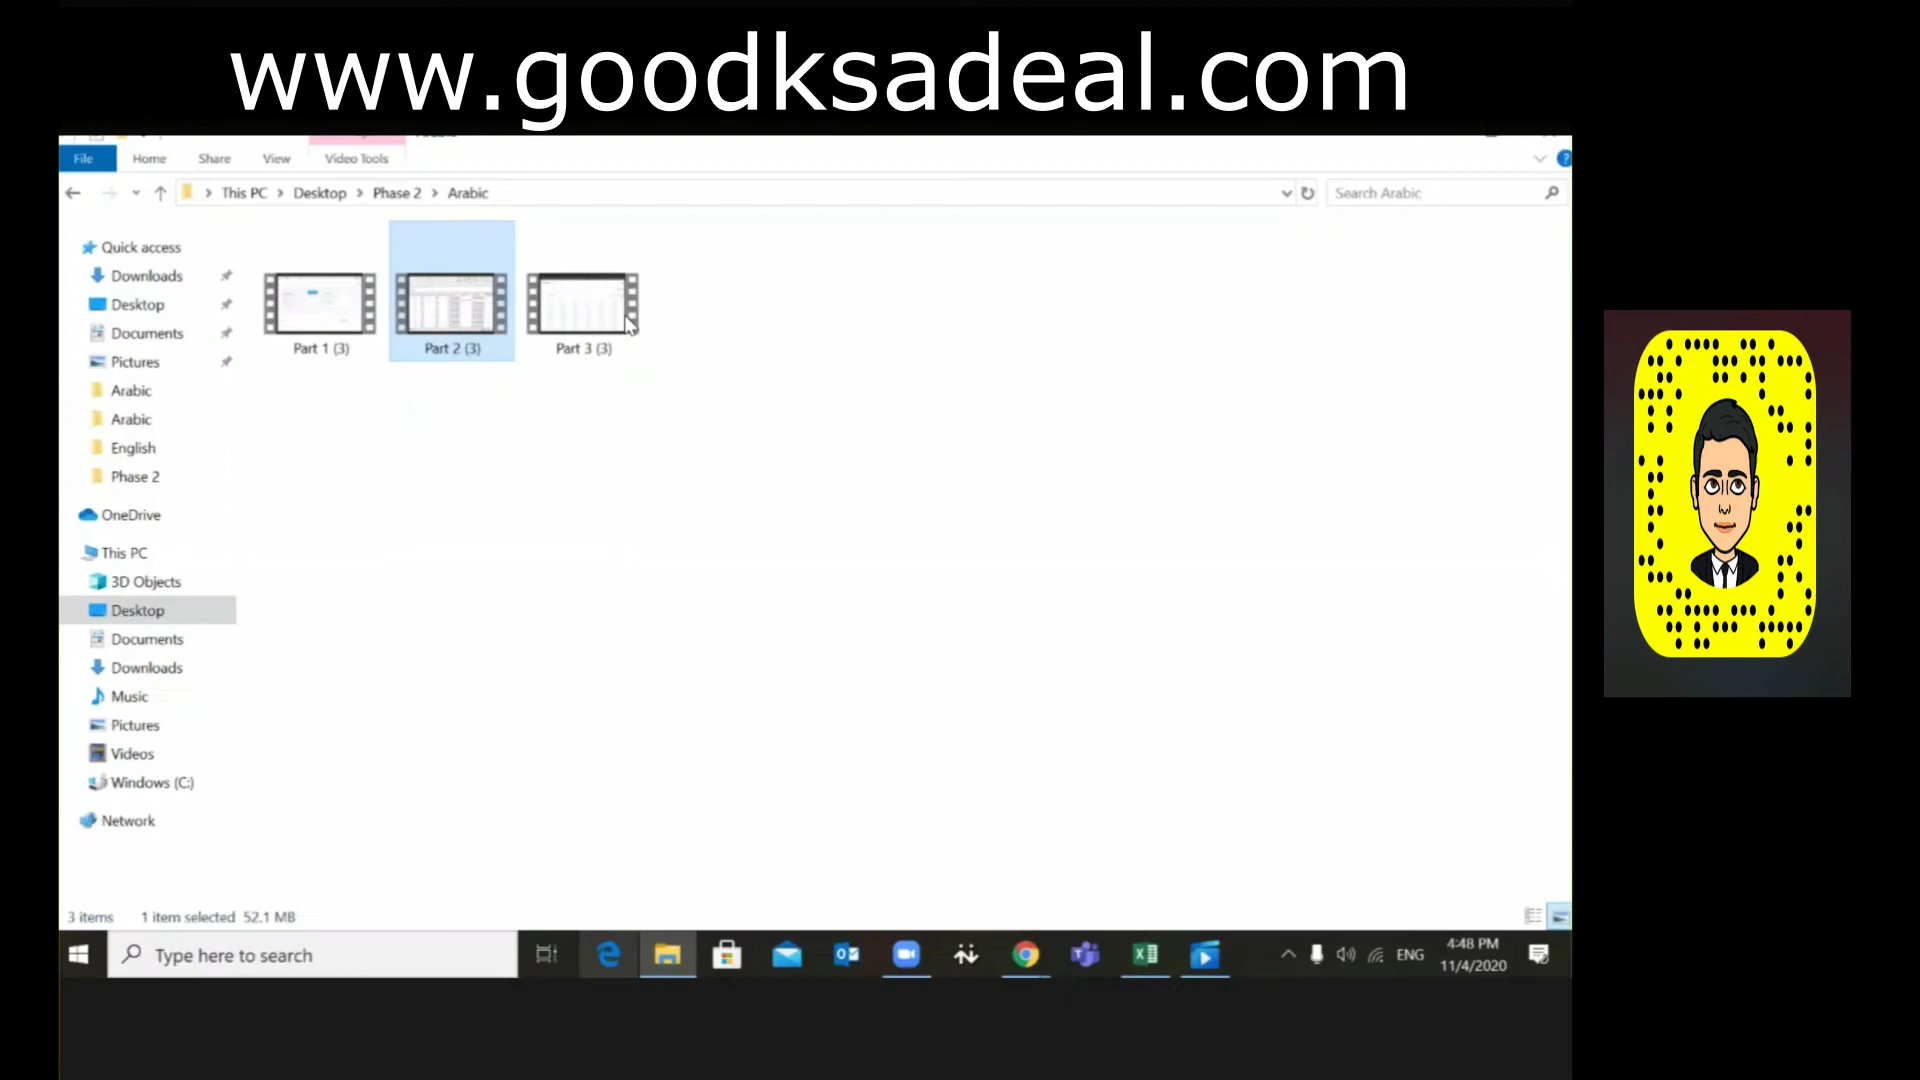 www.goodksadeal.com
File Home Share View Video Tools
This PC > Desktop > Phase 2 > Arabic
Search Arabic
Quick access
Downloads
Desktop
Documents
Pictures
Arabic
Arabic
English
Phase 2
OneDrive
This PC
3D Objects
Desktop
Documents
Downloads
Music
Pictures
Videos
Windows (C:)
Network
Part 1 (3)
Part 2 (3)
Part 3 (3)
3 items 1 item selected 52.1 MB
Type here to search
ENG
4:48 PM
11/4/2020